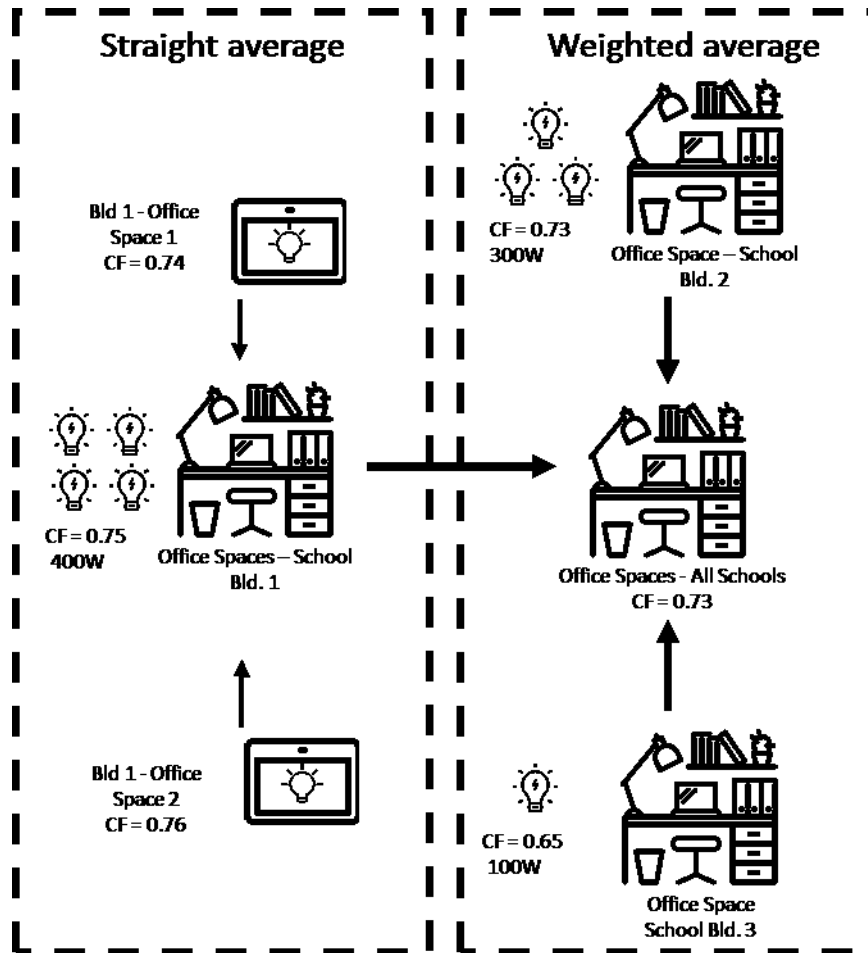 Straight average
Bld 1 - Office
Space 1
CF = 0.74
CF = 0.75
400W
Office Spaces – School
Bld. 1
Bld 1 - Office
Space 2
CF = 0.76
Weighted average
CF = 0.73
300W
Office Space – School
Bld. 2
Office Spaces - All Schools
CF = 0.73
CF = 0.65
100W
Office Space
School Bld. 3